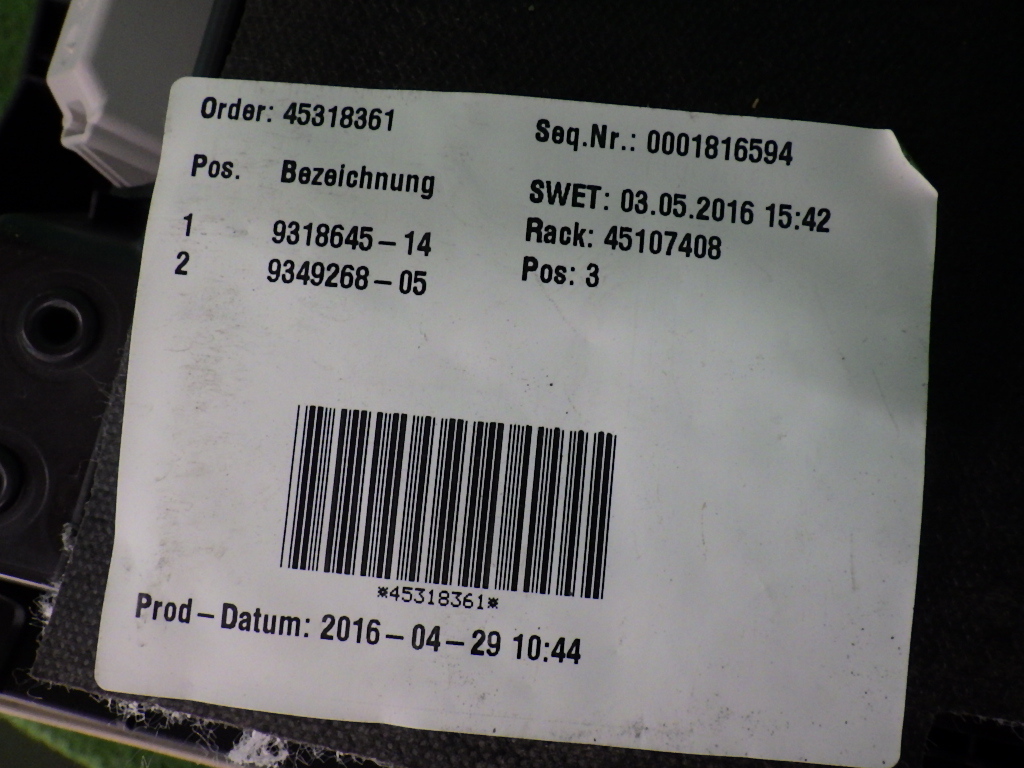 Order: 45318361
Seq.Nr.: 0001816594
Pos. Bezeichnung
SWET: 03.05.2016 15:42
1 9318645-14
Rack: 45107408
2 9349268-05
Pos: 3
*45318361*
Prod-Datum: 2016-04-29 10:44